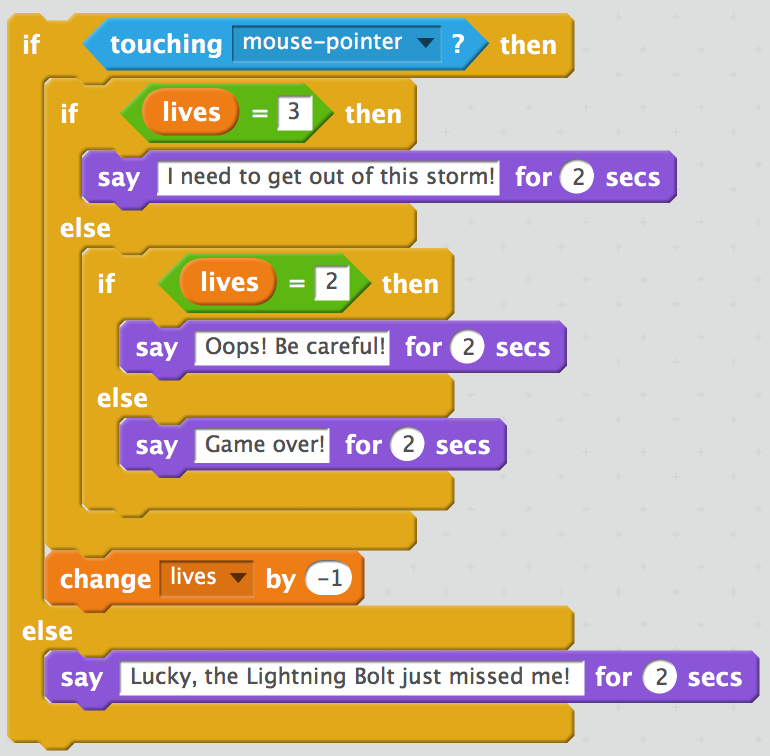 if touching mouse-pointer ? then
if lives = 3 then
say I need to get out of this storm! for 2 secs
else
if lives = 2 then
say Oops! Be careful! for 2 secs
else
say Game over! for 2 secs
change lives by -1
else
say Lucky, the Lightning Bolt just missed me! for 2 secs